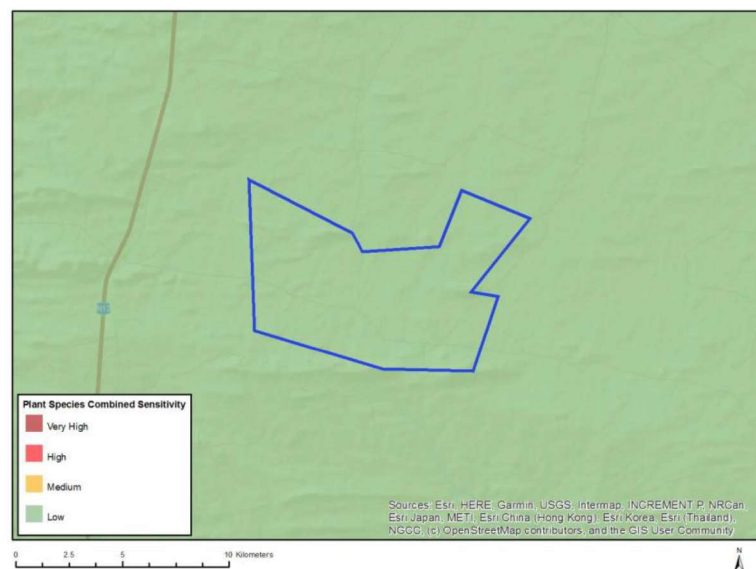 Plant Species Combined Sensitivity
Very High
High
Medium
Low
Sources: Esri, HERE, Garmin, USGS, Intermap, INCREMENT P, NRCan,
Esri Japan, METI, Esri China (Hong Kong), Esri Korea, Esri (Thailand),
NGCC, (c) OpenStreetMap contributors, and the GIS User Community
0 2.5 5 10 Kilometers
N